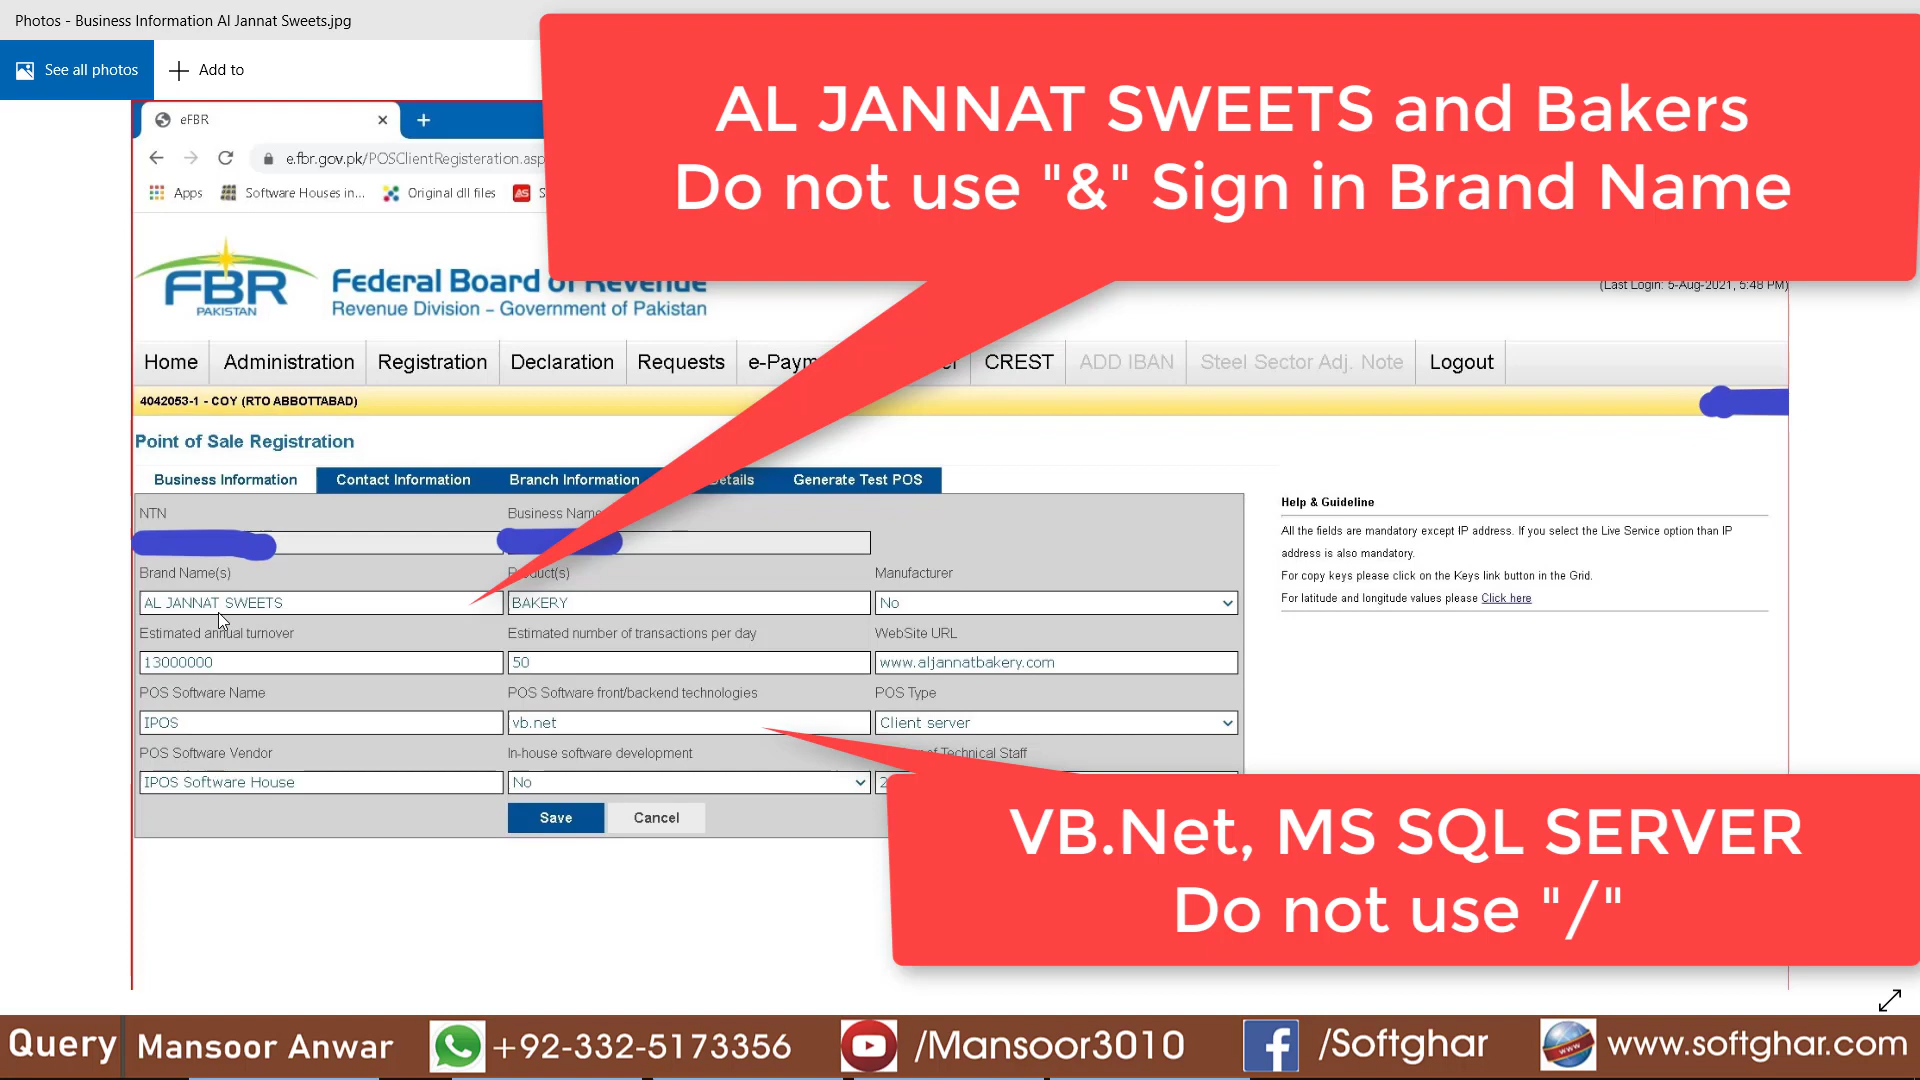 Photos - Business Information Al Jannat Sweets.jpg
See all photos
Add to
AL JANNAT SWEETS and Bakers
Do not use "&" Sign in Brand Name
eFBR
e.fbr.gov.pk/POSClientRegisteration.asp
Apps
Software Houses in...
Original dll files
FBR
PAKISTAN
Federal Board of Revenue
Revenue Division – Government of Pakistan
(Last Login: 5-Aug-2021, 5:48 PM)
Home Administration Registration Declaration Requests e-Paym CREST ADD IBAN Steel Sector Adj. Note Logout
4042053-1 - COY (RTO ABBOTTABAD)
Point of Sale Registration
Business Information Contact Information Branch Information Details Generate Test POS
NTN Business Name
Brand Name(s) Product(s) Manufacturer
AL JANNAT SWEETS BAKERY No
Estimated annual turnover Estimated number of transactions per day WebSite URL
13000000 50 www.aljannatbakery.com
POS Software Name POS Software front/backend technologies POS Type
IPOS vb.net Client server
POS Software Vendor In-house software development of Technical Staff
IPOS Software House No 2
Save Cancel
Help & Guideline
All the fields are mandatory except IP address. If you select the Live Service option than IP
address is also mandatory.
For copy keys please click on the Keys link button in the Grid.
For latitude and longitude values please Click here
VB.Net, MS SQL SERVER
Do not use "/"
Query Mansoor Anwar +92-332-5173356 /Mansoor3010 /Softghar www.softghar.com